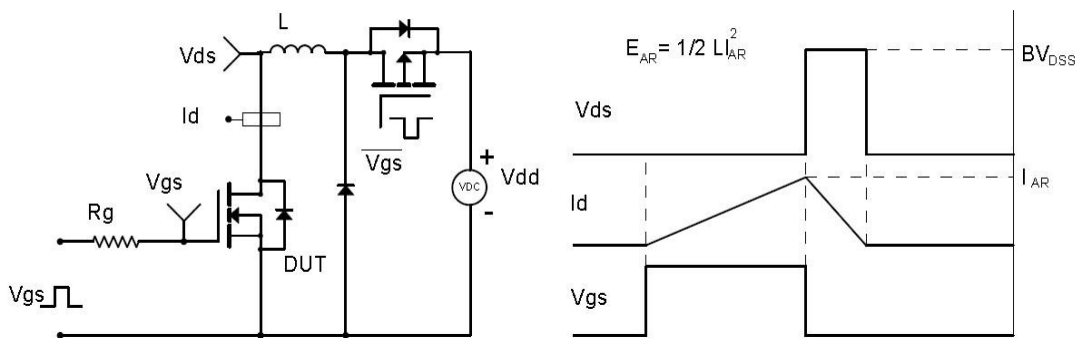 L
Vds
Id
Vgs
Vgs
VDC
+
Vdd
-
Rg
DUT
Vgs
E_AR = 1/2 LI_AR^2
BV_DSS
Vds
I_AR
Id
Vgs